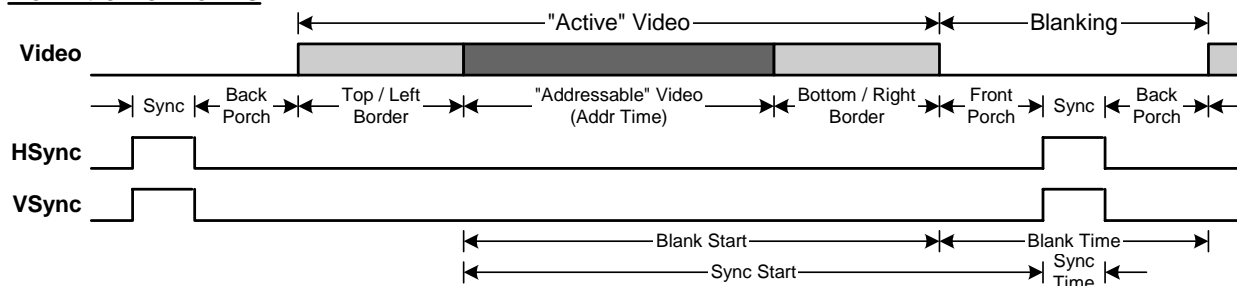 "Active" Video
Blanking
Video
Sync
Back Porch
Top / Left Border
"Addressable" Video (Addr Time)
Bottom / Right Border
Front Porch
Sync
Back Porch
HSync
VSync
Blank Start
Blank Time
Sync Start
Sync Time